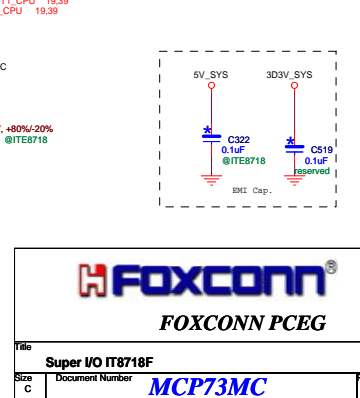 TT_CPU 19,39
_CPU 19,39
C
, +80%/-20%
@ITE8718
5V_SYS 3D3V_SYS
* *
C322 C519
0.1uF 0.1uF
@ITE8718 reserved
EMI Cap.
FOXCONN®
FOXCONN PCEG
Title
Super I/O IT8718F
Size Document Number
C MCP73MC